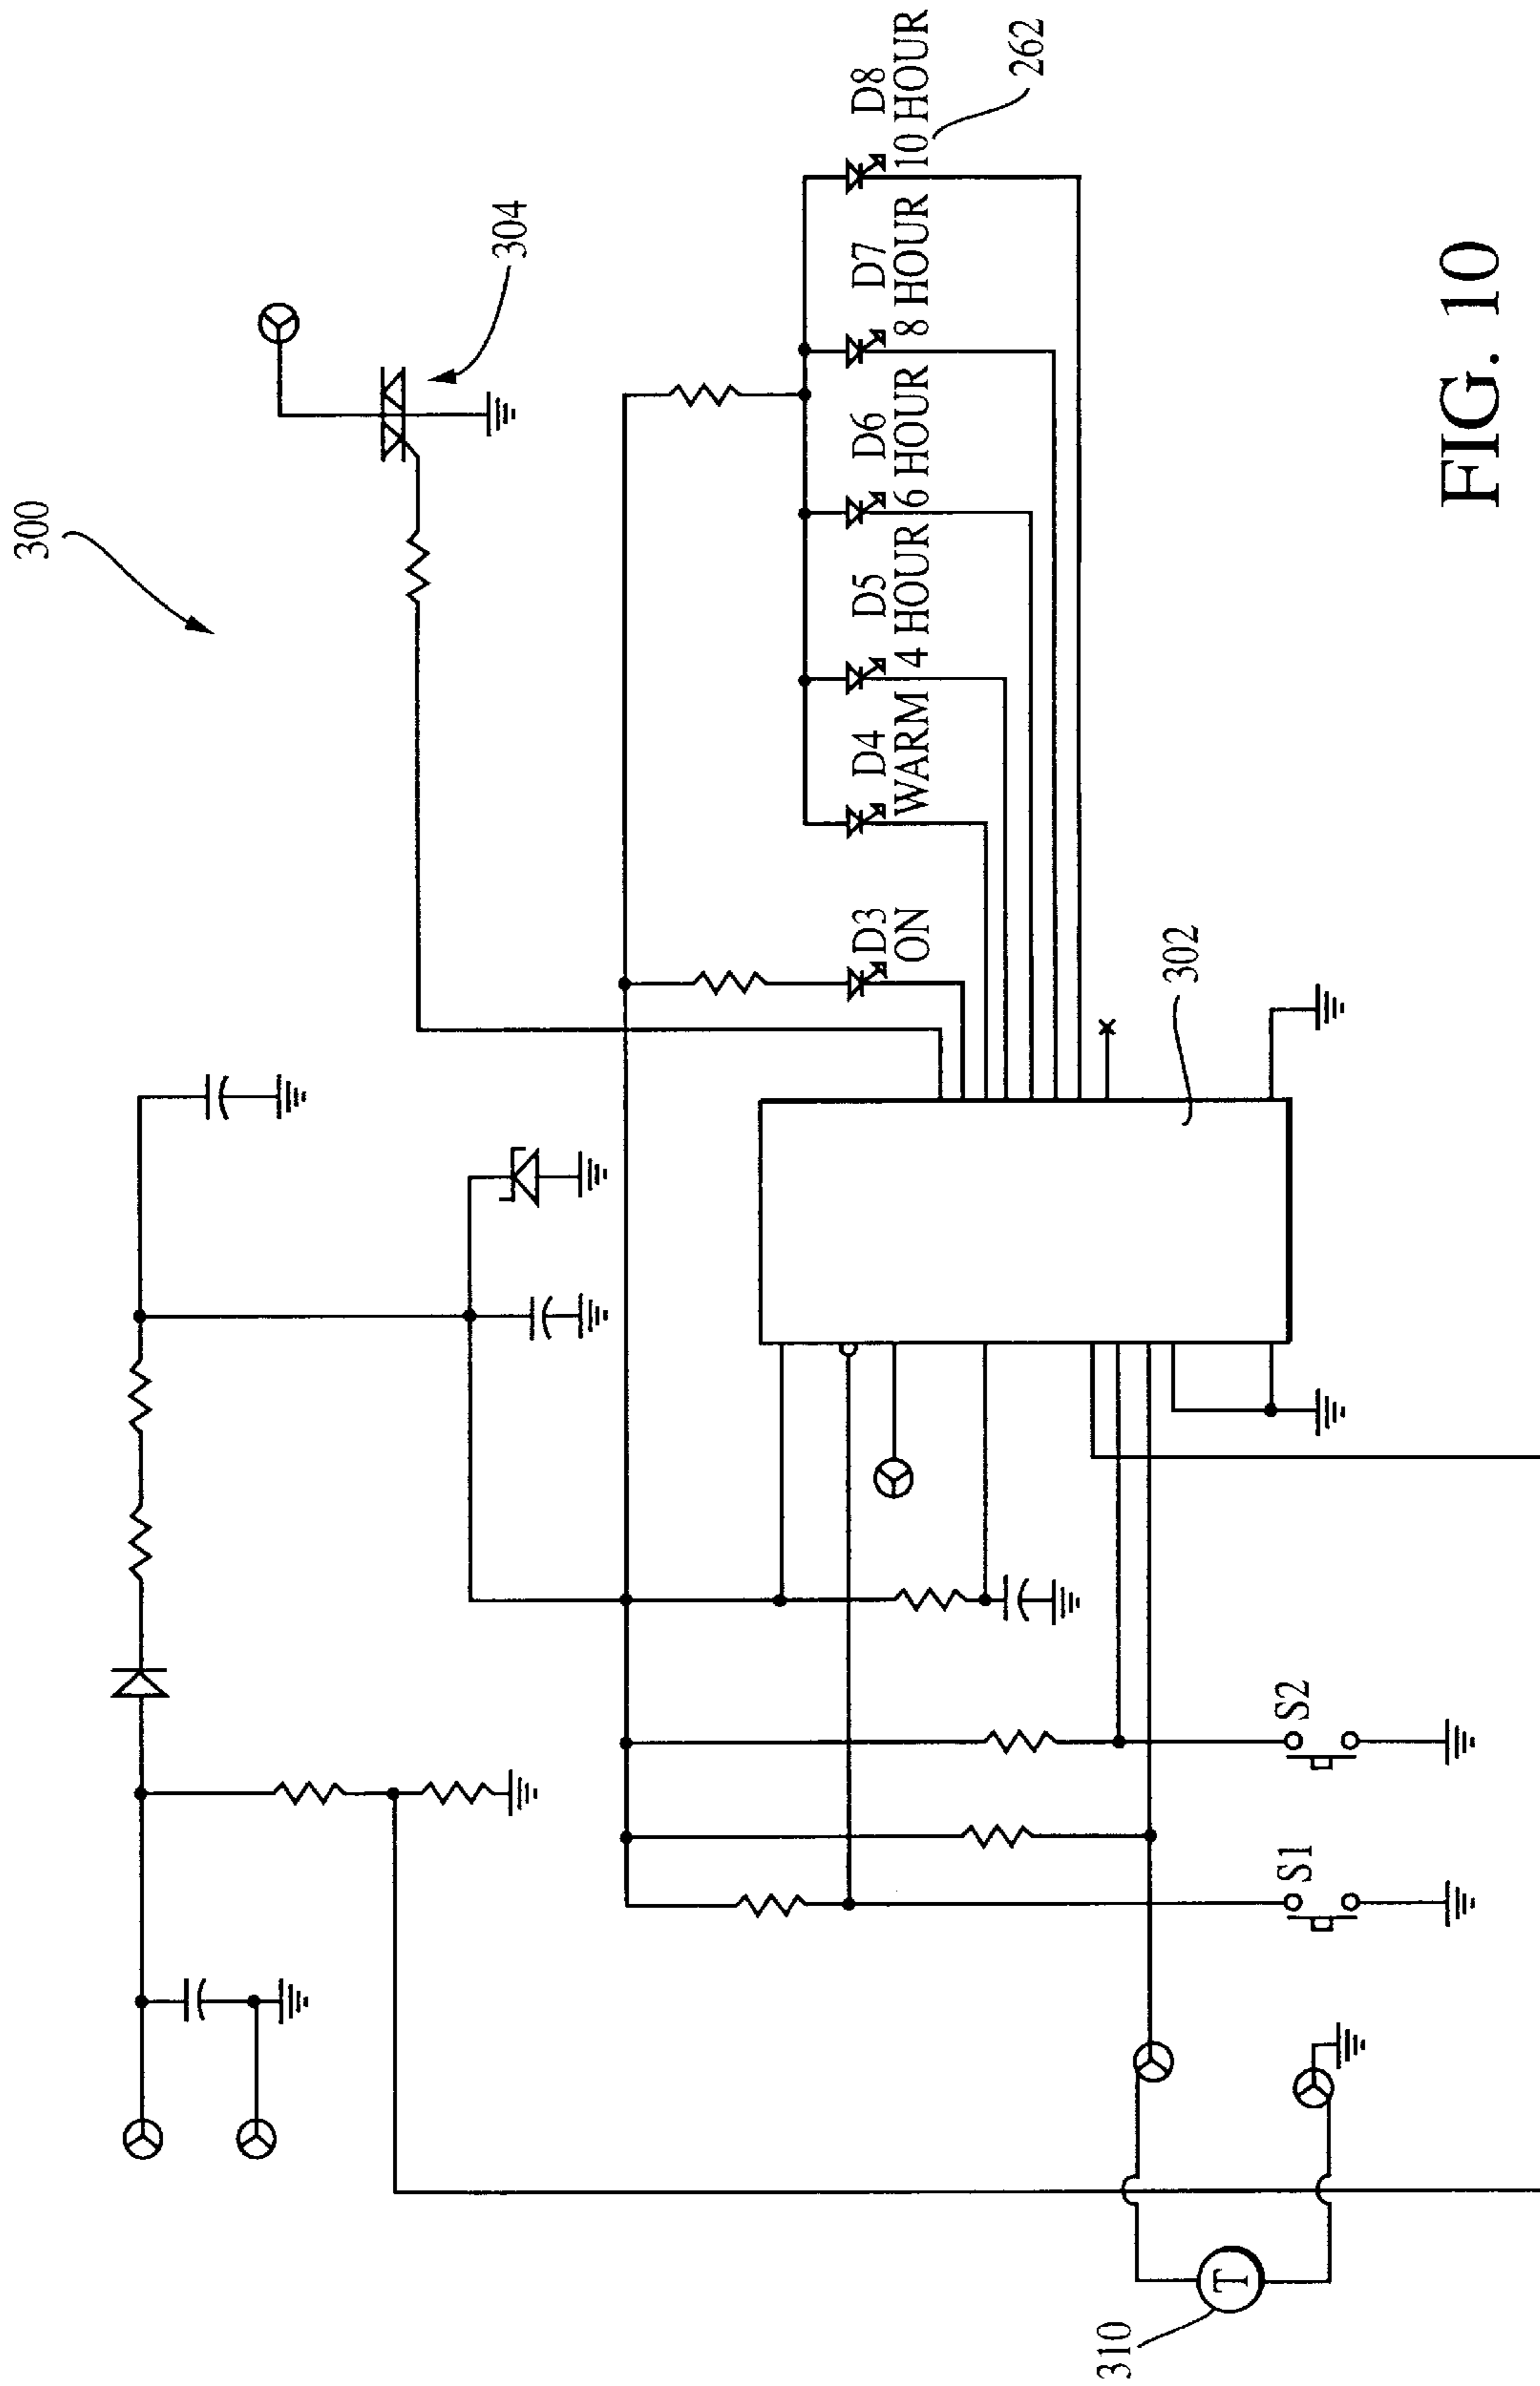 300
304
D3
ON
D4
WARM
D5
4 HOUR
D6
6 HOUR
D7
8 HOUR
D8
10 HOUR
262
302
S1
S2
T
310
FIG. 10